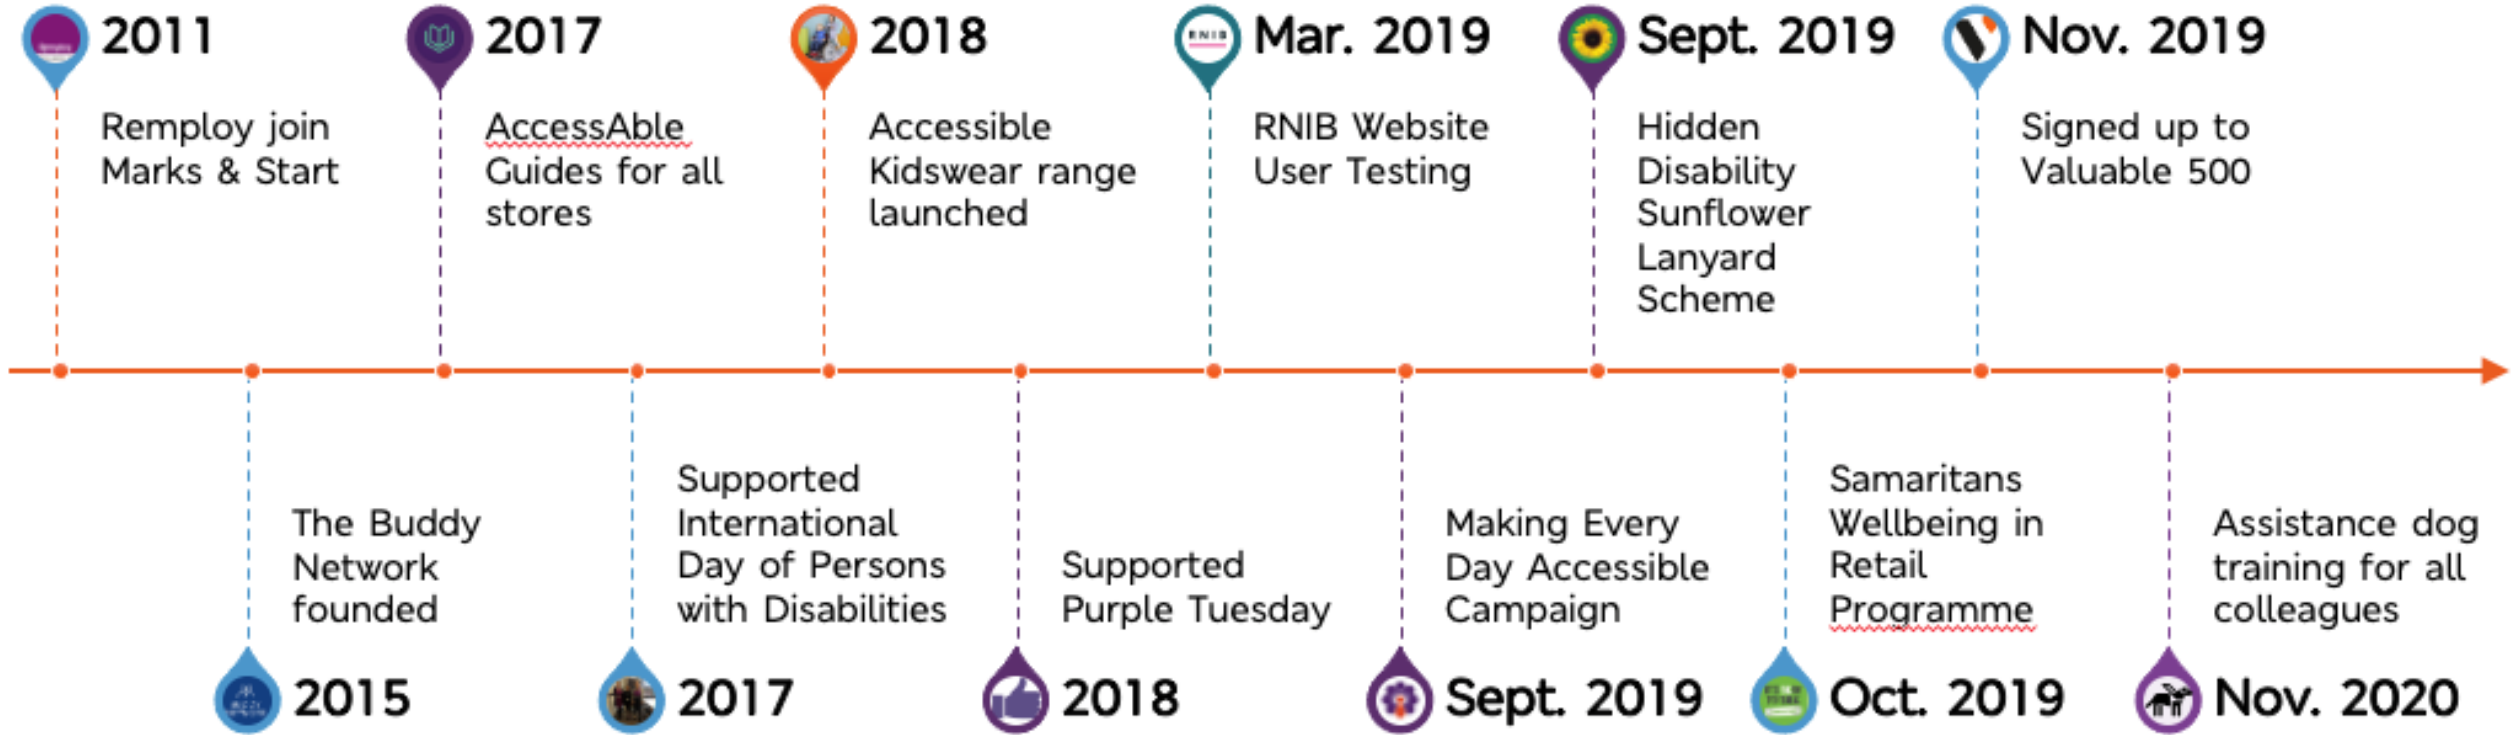 2011
Remploy join
Marks & Start
2017
AccessAble
Guides for all
stores
2018
Accessible
Kidswear range
launched
Mar. 2019
RNIB
RNIB Website
User Testing
Sept. 2019
Hidden
Disability
Sunflower
Lanyard
Scheme
Nov. 2019
Signed up to
Valuable 500
The Buddy
Network
founded
2015
Supported
International
Day of Persons
with Disabilities
2017
Supported
Purple Tuesday
2018
Making Every
Day Accessible
Campaign
Sept. 2019
Samaritans
Wellbeing in
Retail
Programme
Oct. 2019
Assistance dog
training for all
colleagues
Nov. 2020